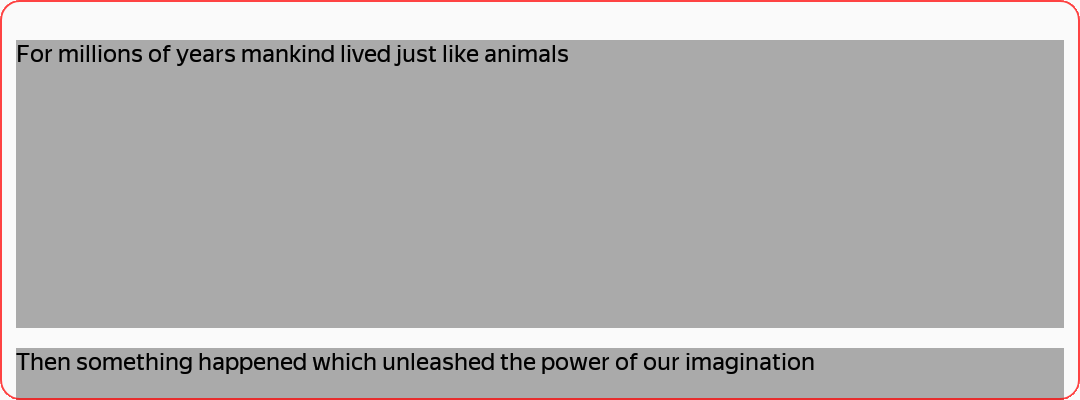 For millions of years mankind lived just like animals
Then something happened which unleashed the power of our imagination